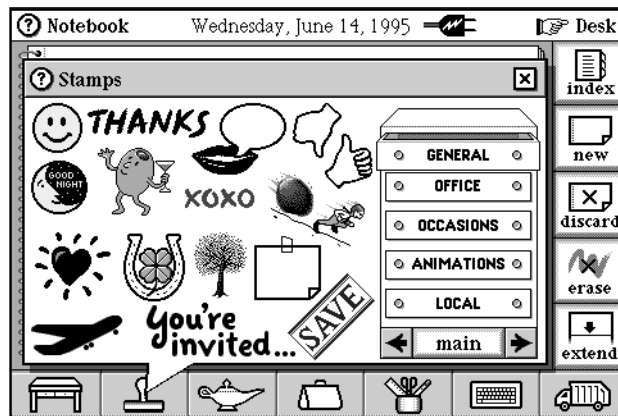 Notebook
Wednesday, June 14, 1995
Desk
Stamps
index
THANKS
GENERAL
new
GOOD
NIGHT
OFFICE
XOXO
discard
OCCASIONS
ANIMATIONS
erase
SAVE
LOCAL
You're
invited...
main
extend